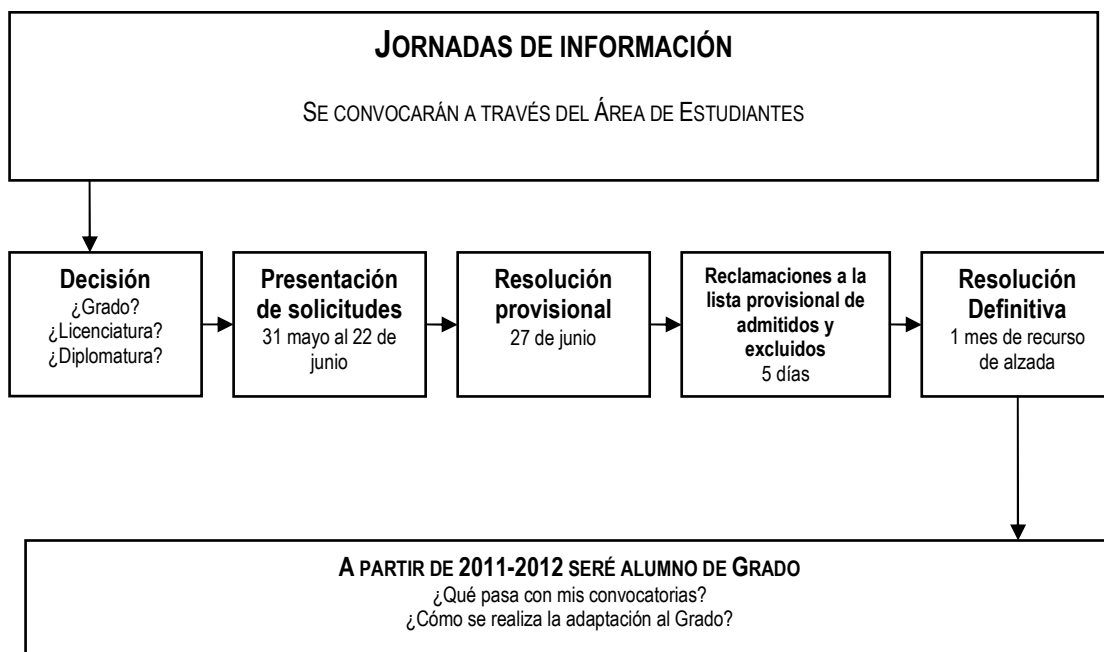 JORNADAS DE INFORMACIÓN
SE CONVOCARÁN A TRAVÉS DEL ÁREA DE ESTUDIANTES
Decisión
¿Grado?
¿Licenciatura?
¿Diplomatura?
Presentación
de solicitudes
31 mayo al 22 de
junio
Resolución
provisional
27 de junio
Reclamaciones a la
lista provisional de
admitidos y
excluidos
5 días
Resolución
Definitiva
1 mes de recurso
de alzada
A PARTIR DE 2011-2012 SERÉ ALUMNO DE GRADO
¿Qué pasa con mis convocatorias?
¿Cómo se realiza la adaptación al Grado?